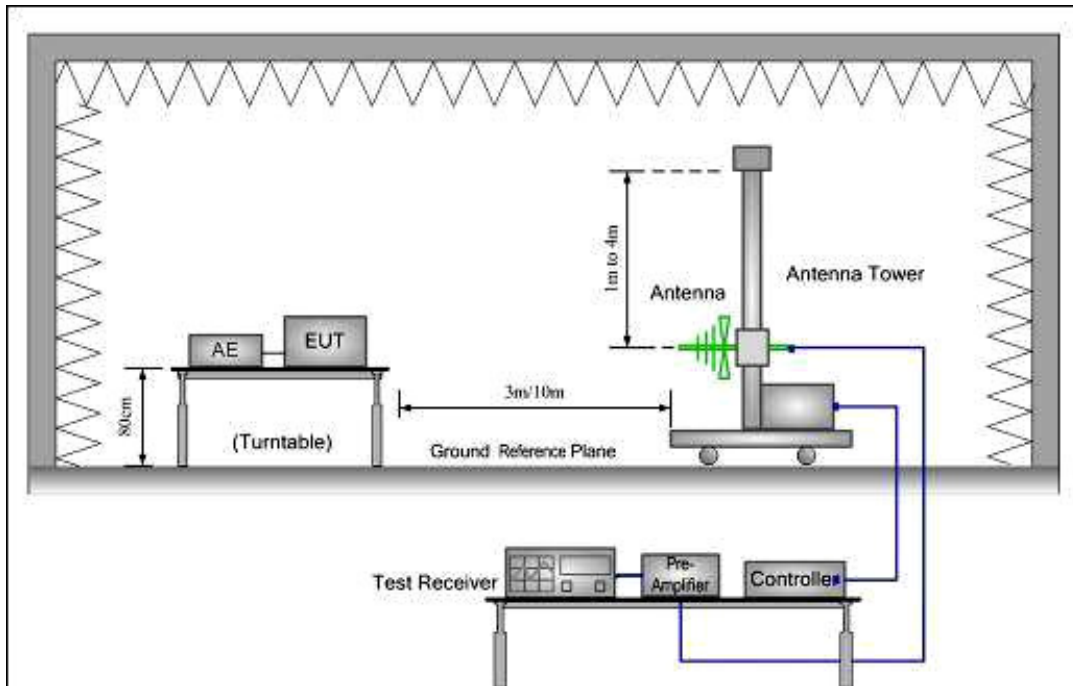 1m to 4m
Antenna
Antenna Tower
AE
EUT
80cm
3m/10m
(Turntable)
Ground Reference Plane
Test Receiver
Pre-
Amplifier
Controller